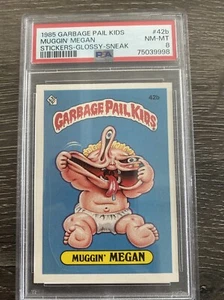 1985 GARBAGE PAIL KIDS #42b
MUGGIN' MEGAN NM-MT
STICKERS-GLOSSY-SNEAK 8
PSA 75039998
42b
GARBAGE PAIL KIDS
MUGGIN' MEGAN